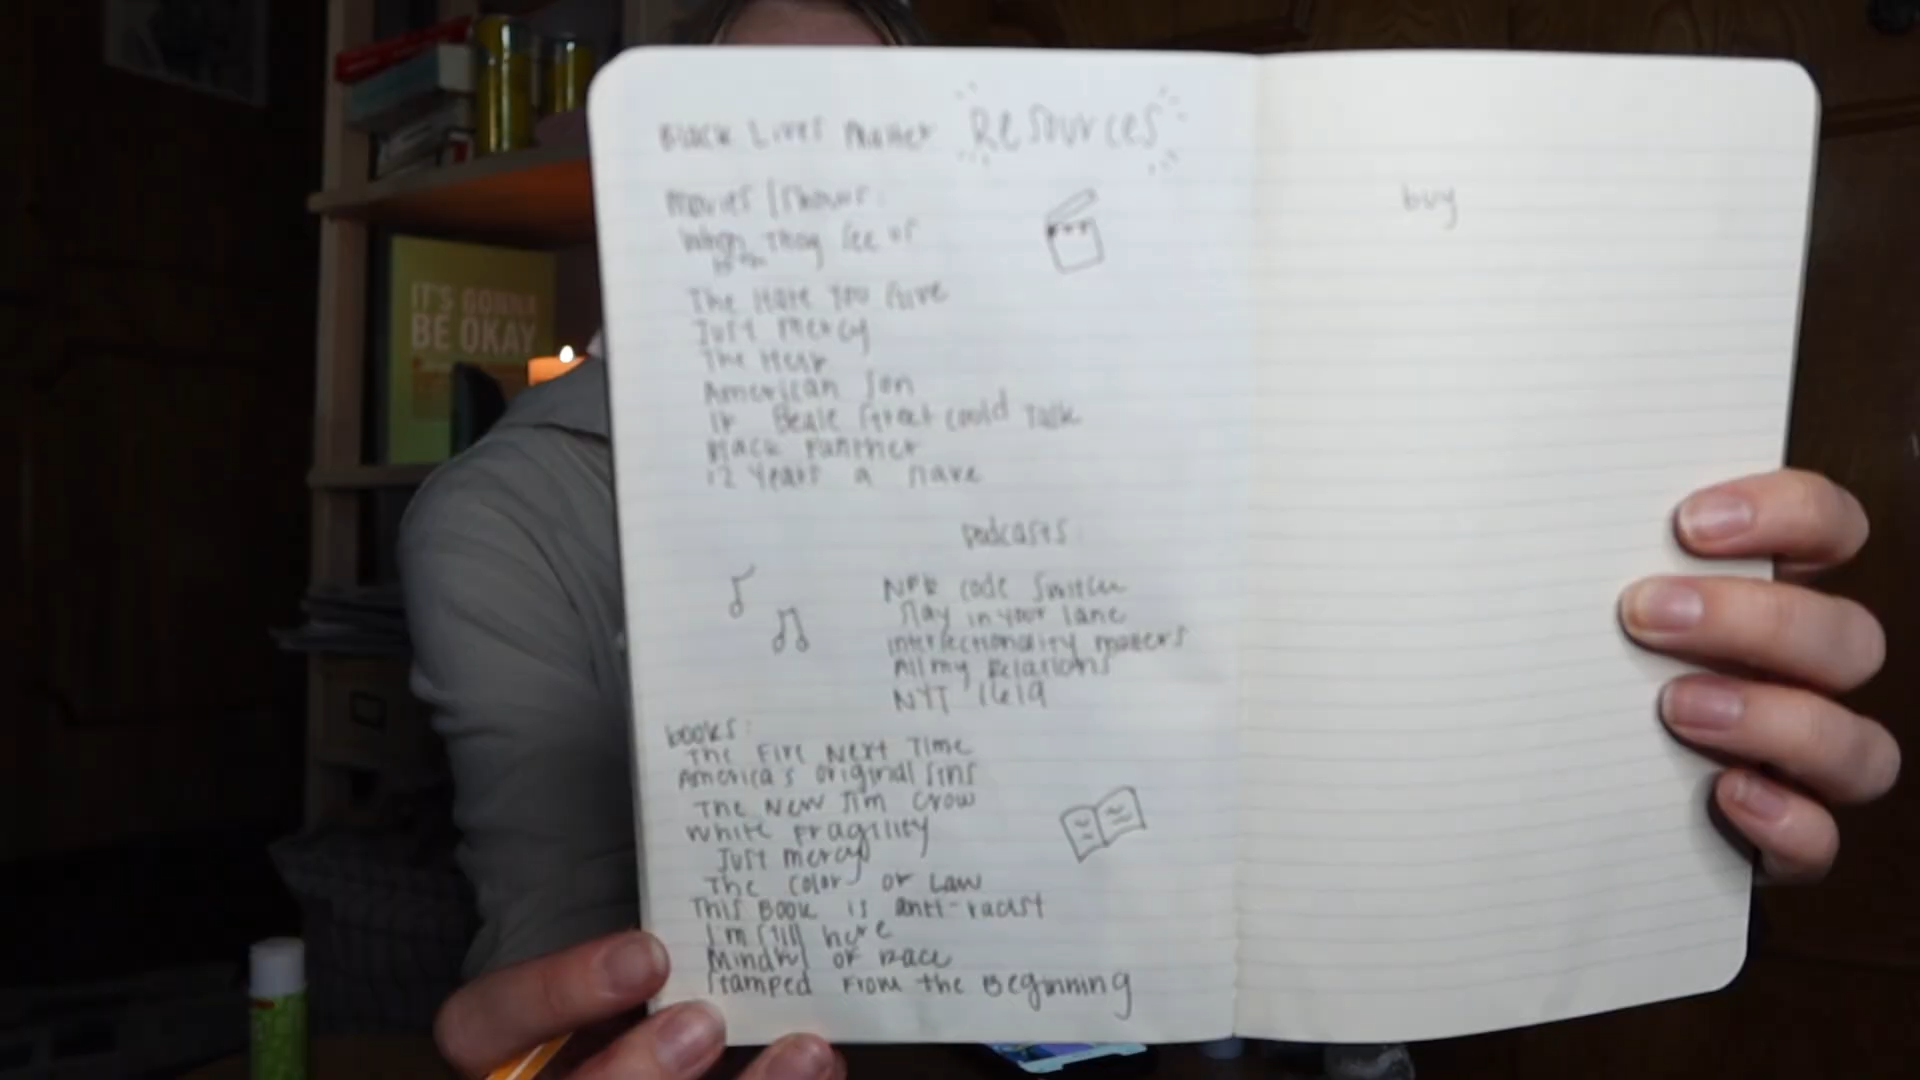 Black Lives Matter Resources
movies / shows:
When They See Us
13th
The Hate You Give
Just Mercy
The Help
American Son
If Beale Street could Talk
Black Panther
12 Years a Slave
podcasts:
NPR code Switch
Stay in your lane
intersectionality matters
All my Relations
NYT 1619
books:
The Fire Next Time
America's original Sins
The New Jim Crow
White Fragility
Just mercy
The color of Law
This Book is anti-racist
I'm still here
Mindful of Race
Stamped From the Beginning
buy
IT'S GONNA
BE OKAY